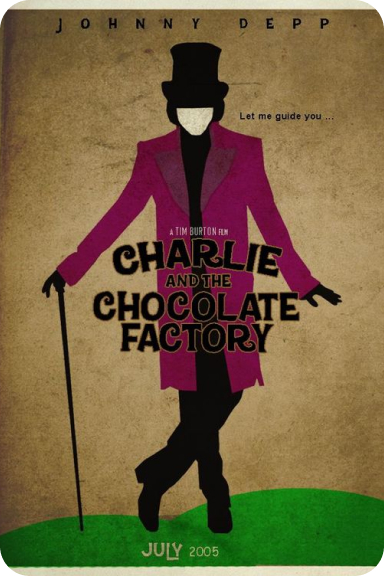 JOHNNY DEPP
Let me guide you ...
A TIM BURTON FILM
CHARLIE
AND THE
CHOCOLATE
FACTORY
JULY 2005